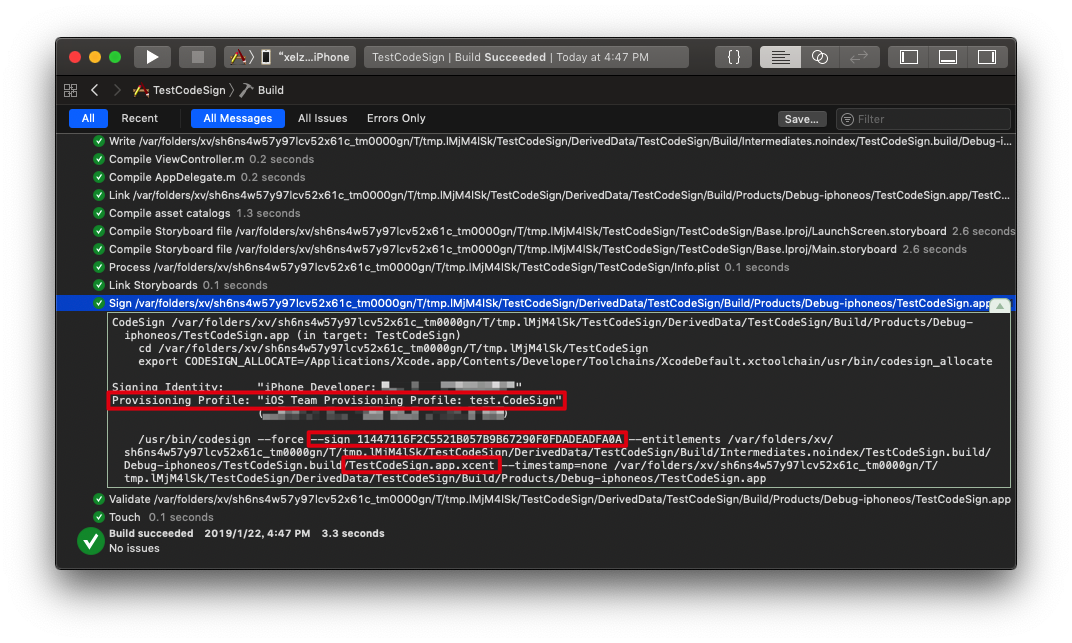 "xelz...iPhone
TestCodeSign | Build Succeeded | Today at 4:47 PM
{ }
TestCodeSign
Build
All
Recent
All Messages
All Issues
Errors Only
Save...
Filter
Write /var/folders/xv/sh6ns4w57y97lcv52x61c_tm0000gn/T/tmp.lMjM4lSk/TestCodeSign/DerivedData/TestCodeSign/Build/Intermediates.noindex/TestCodeSign.build/Debug-i...
Compile ViewController.m 0.2 seconds
Compile AppDelegate.m 0.2 seconds
Link /var/folders/xv/sh6ns4w57y97lcv52x61c_tm0000gn/T/tmp.lMjM4lSk/TestCodeSign/DerivedData/TestCodeSign/Build/Products/Debug-iphoneos/TestCodeSign.app/TestC...
Compile asset catalogs 1.3 seconds
Compile Storyboard file /var/folders/xv/sh6ns4w57y97lcv52x61c_tm0000gn/T/tmp.lMjM4lSk/TestCodeSign/TestCodeSign/Base.lproj/LaunchScreen.storyboard 2.6 seconds
Compile Storyboard file /var/folders/xv/sh6ns4w57y97lcv52x61c_tm0000gn/T/tmp.lMjM4lSk/TestCodeSign/TestCodeSign/Base.lproj/Main.storyboard 2.6 seconds
Process /var/folders/xv/sh6ns4w57y97lcv52x61c_tm0000gn/T/tmp.lMjM4lSk/TestCodeSign/TestCodeSign/Info.plist 0.1 seconds
Link Storyboards 0.1 seconds
Sign /var/folders/xv/sh6ns4w57y97lcv52x61c_tm0000gn/T/tmp.lMjM4lSk/TestCodeSign/DerivedData/TestCodeSign/Build/Products/Debug-iphoneos/TestCodeSign.app
CodeSign /var/folders/xv/sh6ns4w57y97lcv52x61c_tm0000gn/T/tmp.lMjM4lSk/TestCodeSign/DerivedData/TestCodeSign/Build/Products/Debug-
iphoneos/TestCodeSign.app (in target: TestCodeSign)
cd /var/folders/xv/sh6ns4w57y97lcv52x61c_tm0000gn/T/tmp.lMjM4lSk/TestCodeSign
export CODESIGN_ALLOCATE=/Applications/Xcode.app/Contents/Developer/Toolchains/XcodeDefault.xctoolchain/usr/bin/codesign_allocate
Signing Identity: "iPhone Developer: "
Provisioning Profile: "iOS Team Provisioning Profile: test.CodeSign"
( )
/usr/bin/codesign --force --sign 11447116F2C5521B057B9B67290F0FDADEADFA0A --entitlements /var/folders/xv/
sh6ns4w57y97lcv52x61c_tm0000gn/T/tmp.lMjM4lSk/TestCodeSign/DerivedData/TestCodeSign/Build/Intermediates.noindex/TestCodeSign.build/
Debug-iphoneos/TestCodeSign.build/TestCodeSign.app.xcent --timestamp=none /var/folders/xv/sh6ns4w57y97lcv52x61c_tm0000gn/T/
tmp.lMjM4lSk/TestCodeSign/DerivedData/TestCodeSign/Build/Products/Debug-iphoneos/TestCodeSign.app
Validate /var/folders/xv/sh6ns4w57y97lcv52x61c_tm0000gn/T/tmp.lMjM4lSk/TestCodeSign/DerivedData/TestCodeSign/Build/Products/Debug-iphoneos/TestCodeSign.app
Touch 0.1 seconds
Build succeeded 2019/1/22, 4:47 PM 3.3 seconds
No issues